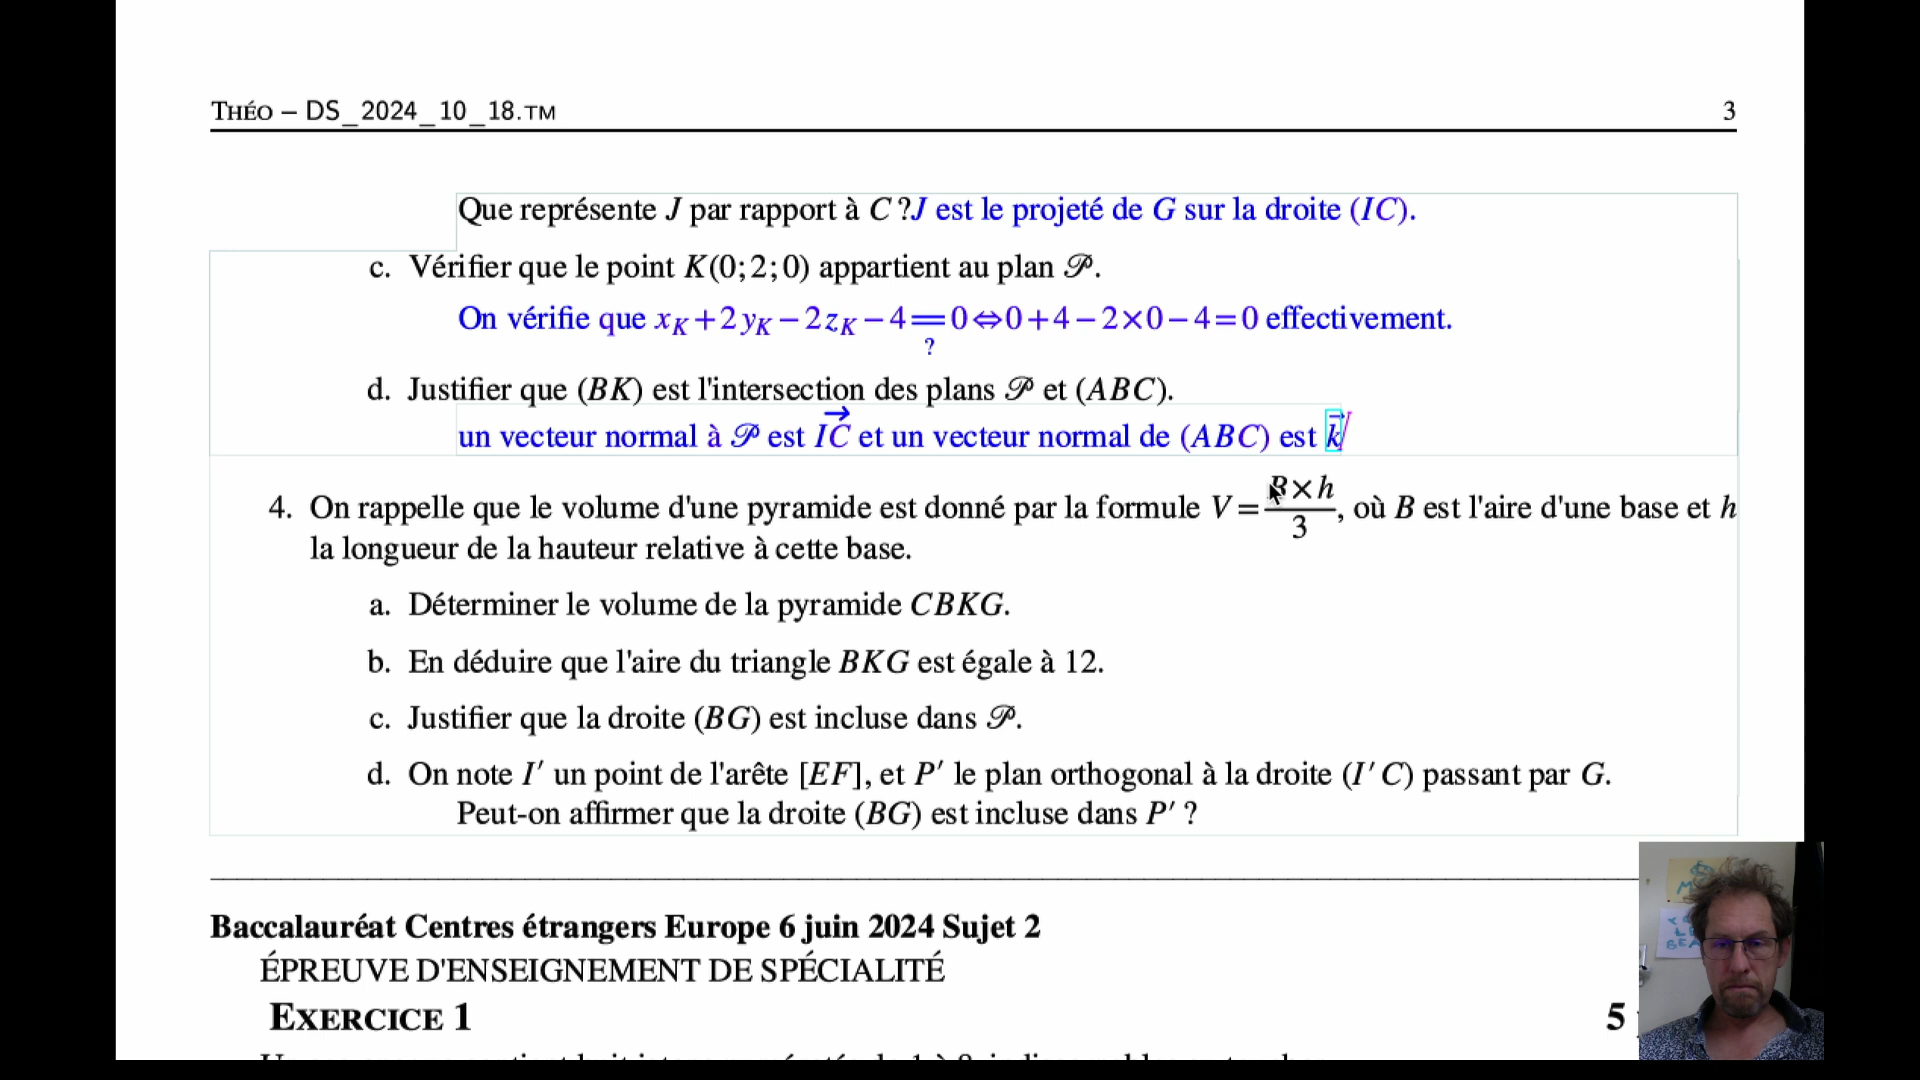 THÉO – DS_2024_10_18.TM 3
Que représente J par rapport à C ?J est le projeté de G sur la droite (IC).
c. Vérifier que le point K(0;2;0) appartient au plan 𝒫.
On vérifie que x_K+2y_K−2z_K−4=0⇔0+4−2×0−4=0 effectivement.
?
d. Justifier que (BK) est l'intersection des plans 𝒫 et (ABC).
un vecteur normal à 𝒫 est IC⃗ et un vecteur normal de (ABC) est k⃗
4. On rappelle que le volume d'une pyramide est donné par la formule V=B×h/3, où B est l'aire d'une base et h
la longueur de la hauteur relative à cette base.
a. Déterminer le volume de la pyramide CBKG.
b. En déduire que l'aire du triangle BKG est égale à 12.
c. Justifier que la droite (BG) est incluse dans 𝒫.
d. On note I′ un point de l'arête [EF], et P′ le plan orthogonal à la droite (I′C) passant par G.
Peut-on affirmer que la droite (BG) est incluse dans P′ ?
Baccalauréat Centres étrangers Europe 6 juin 2024 Sujet 2
ÉPREUVE D'ENSEIGNEMENT DE SPÉCIALITÉ
EXERCICE 1 5